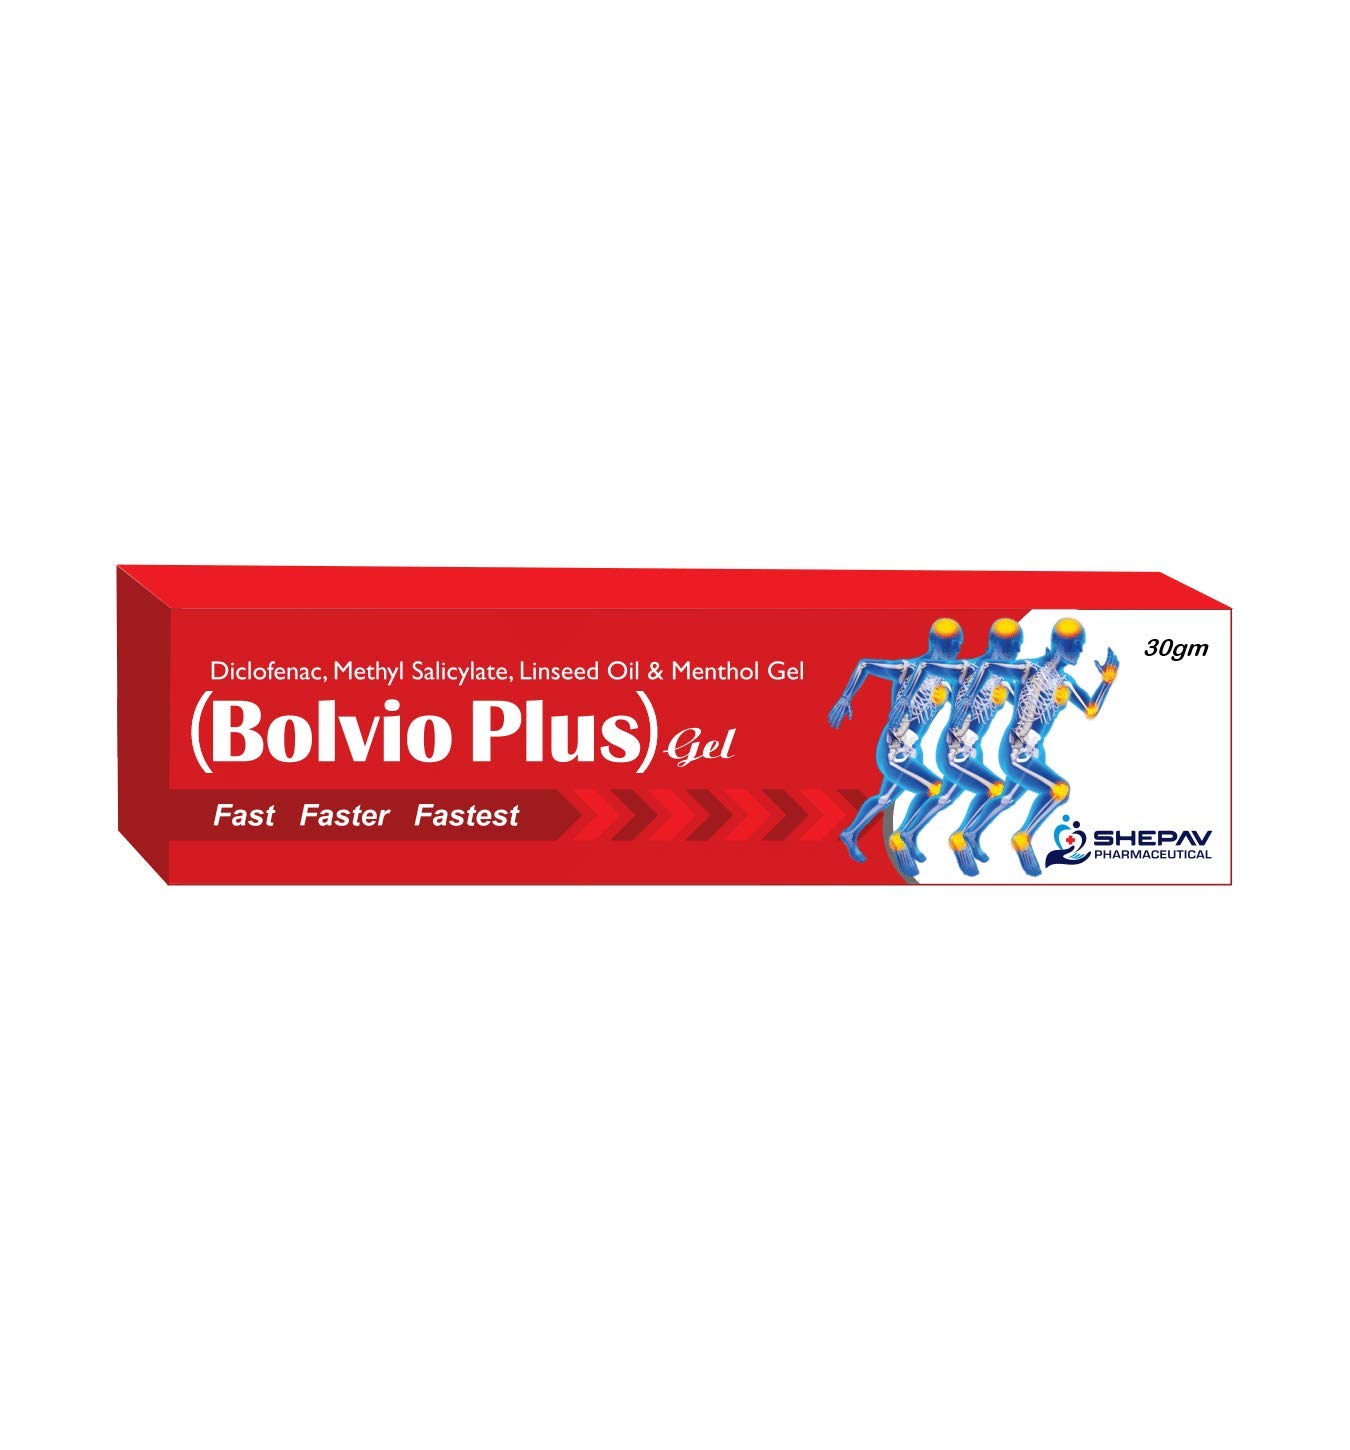 Diclofenac, Methyl Salicylate, Linseed Oil & Menthol Gel
(Bolvio Plus) Gel
Fast Faster Fastest
30gm
SHEPAV
PHARMACEUTICAL